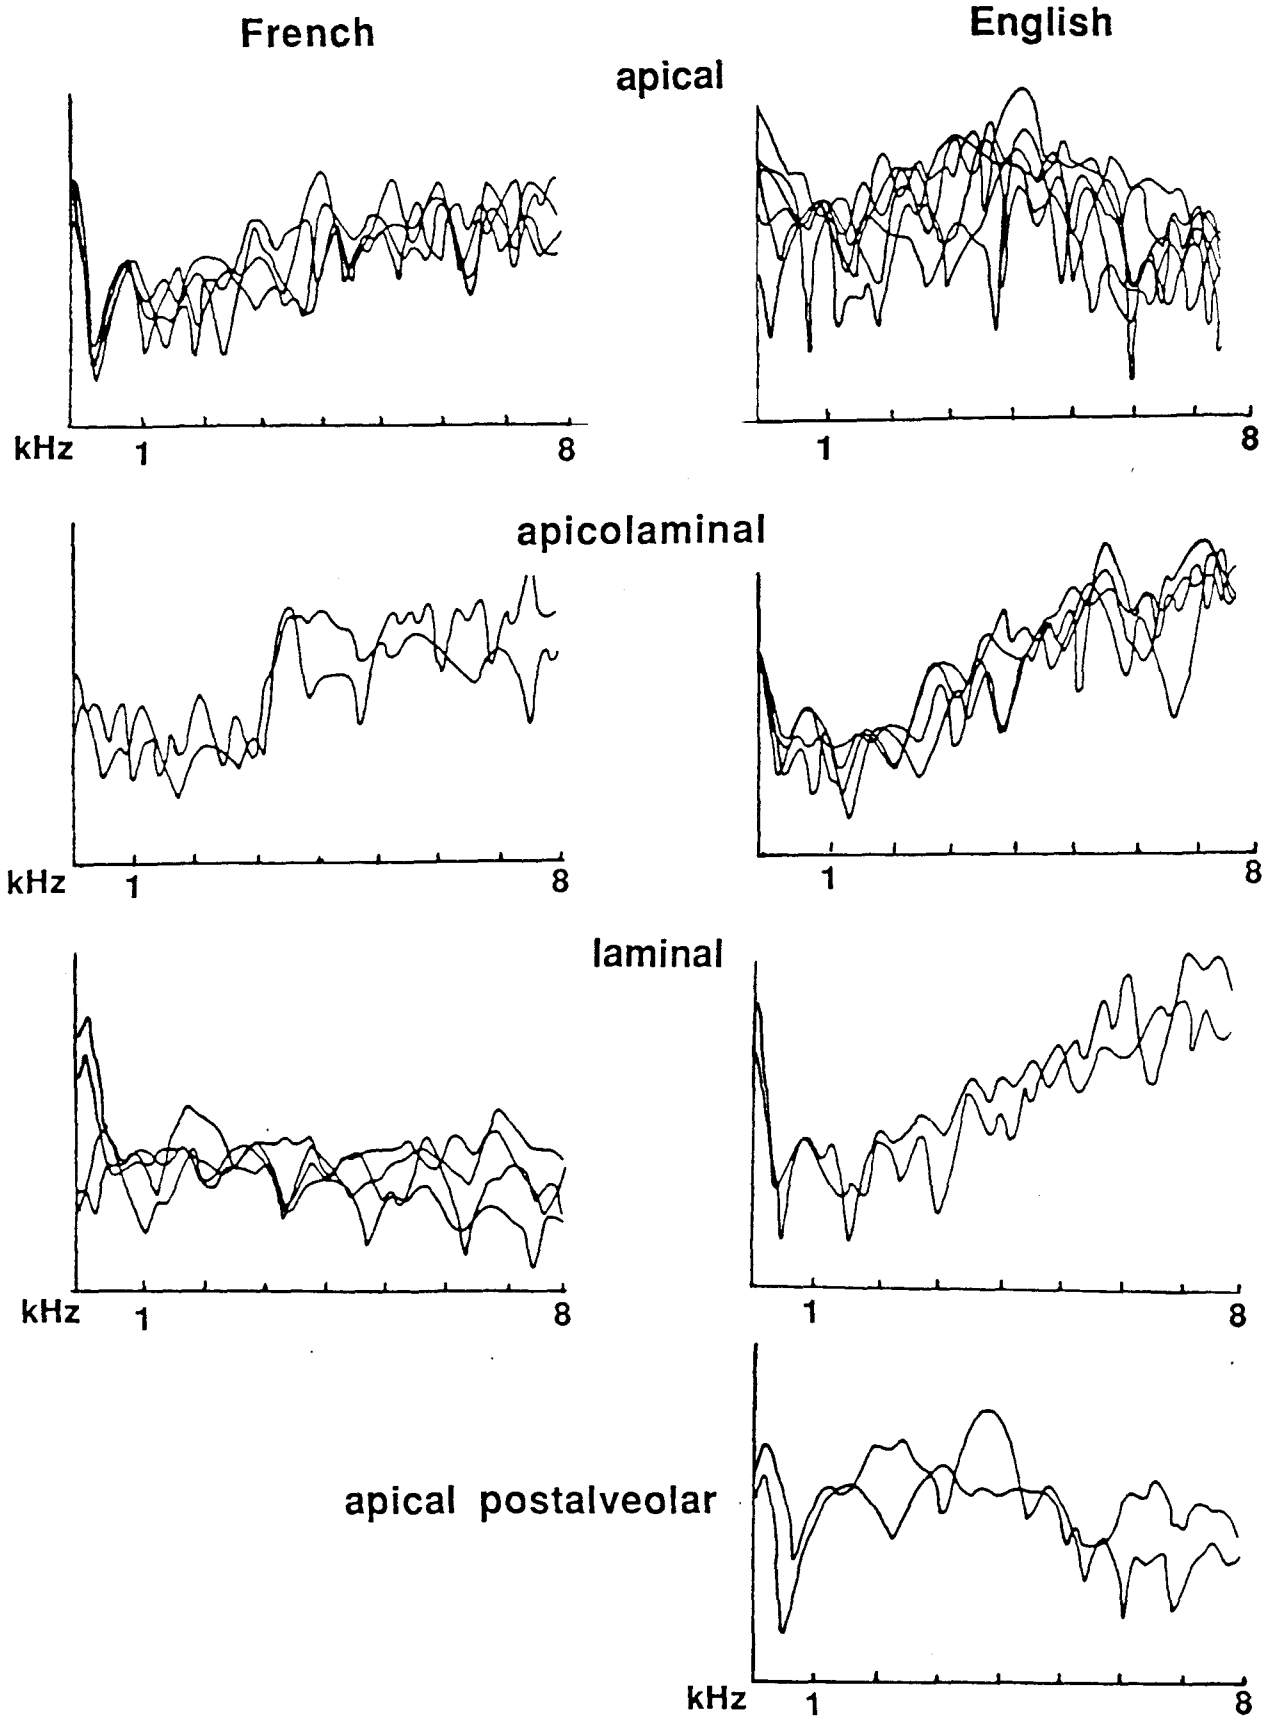 French
English
apical
kHz 1 8
1 8
apicolaminal
kHz 1 8
1 8
laminal
kHz 1 8
1 8
apical postalveolar
kHz 1 8